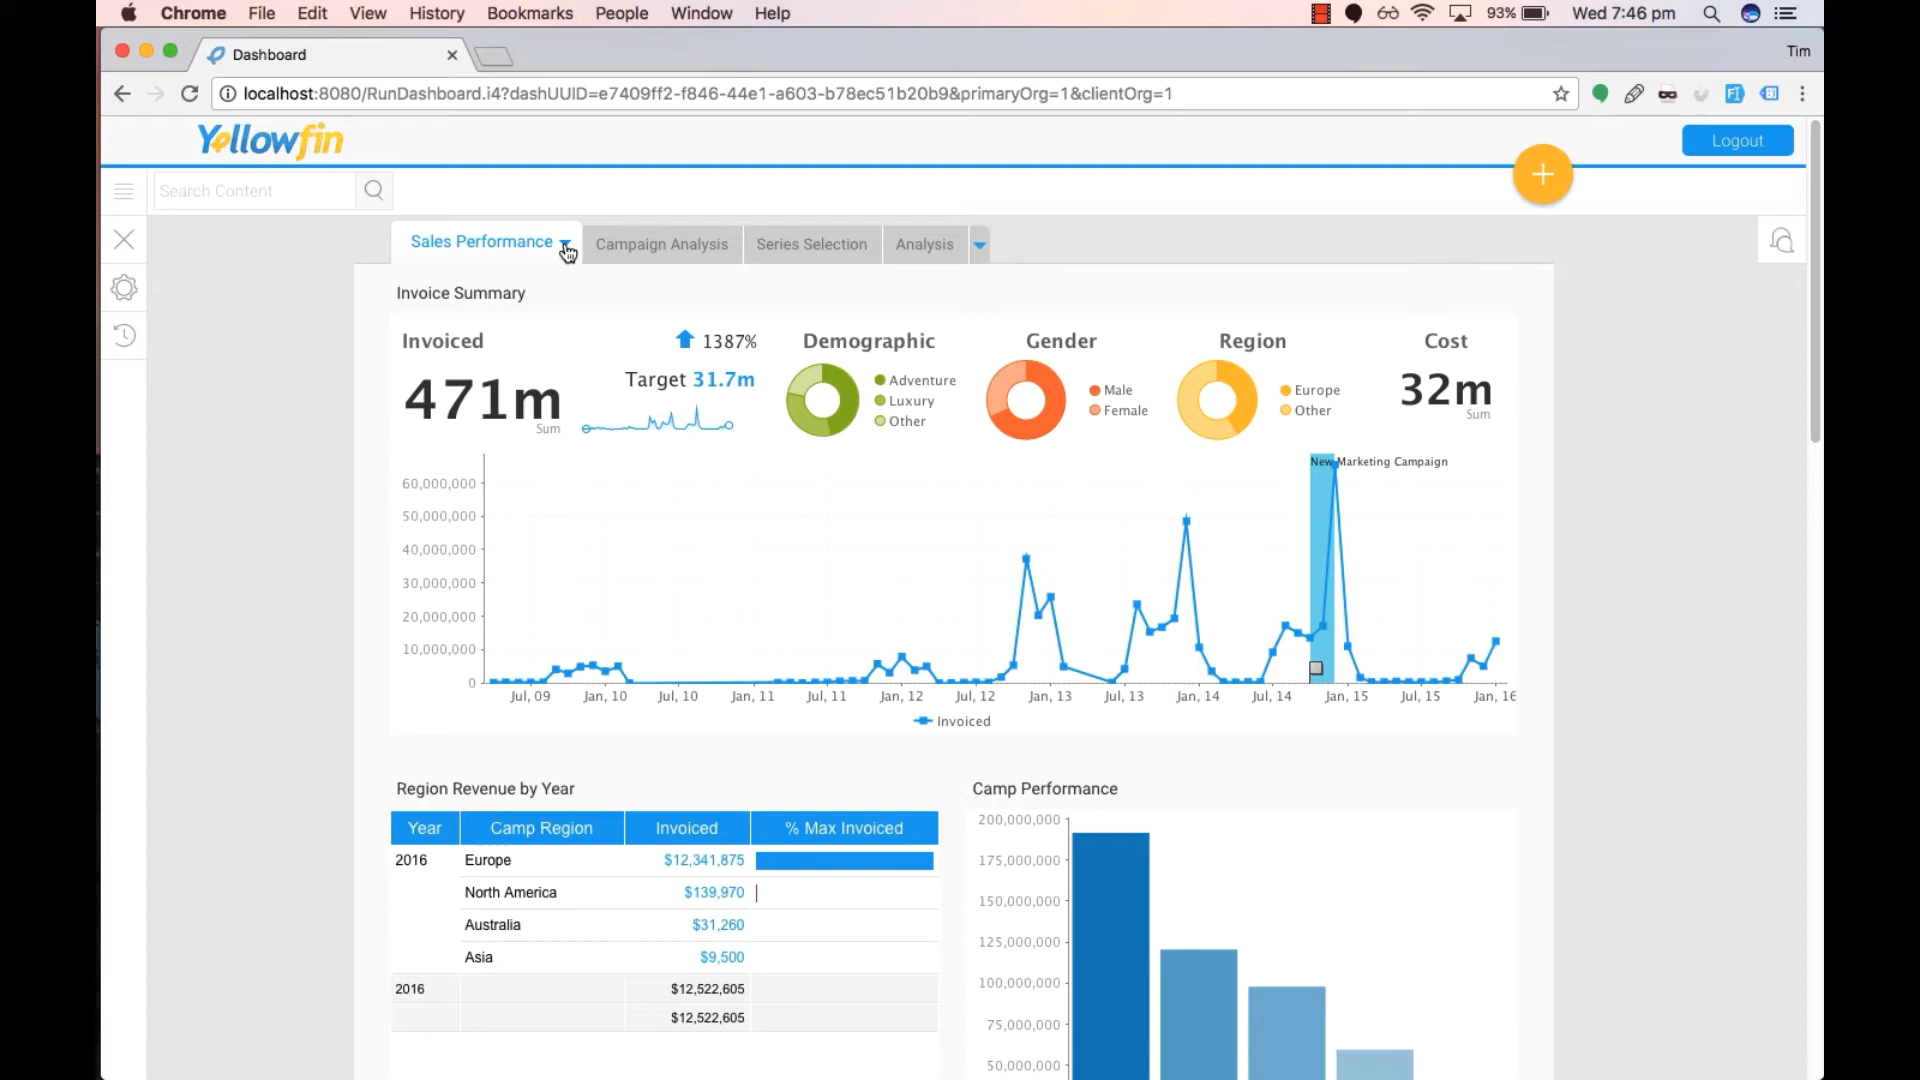 Chrome File Edit View History Bookmarks People Window Help 93% Wed 7:46 pm
Dashboard Tim
localhost:8080/RunDashboard.i4?dashUUID=e7409ff2-f846-44e1-a603-b78ec51b20b9&primaryOrg=1&clientOrg=1
Yellowfin Logout
Search Content
Sales Performance Campaign Analysis Series Selection Analysis
Invoice Summary
Invoiced 1387% Demographic Gender Region Cost
471m Sum
Target 31.7m
Adventure
Luxury
Other
Male
Female
Europe
Other
32m
Sum
New Marketing Campaign
60,000,000
50,000,000
40,000,000
30,000,000
20,000,000
10,000,000
0
Jul, 09 Jan, 10 Jul, 10 Jan, 11 Jul, 11 Jan, 12 Jul, 12 Jan, 13 Jul, 13 Jan, 14 Jul, 14 Jan, 15 Jul, 15 Jan, 16
Invoiced
Region Revenue by Year
Year Camp Region Invoiced % Max Invoiced
2016 Europe $12,341,875
North America $139,970
Australia $31,260
Asia $9,500
2016 $12,522,605
$12,522,605
Camp Performance
200,000,000
175,000,000
150,000,000
125,000,000
100,000,000
75,000,000
50,000,000